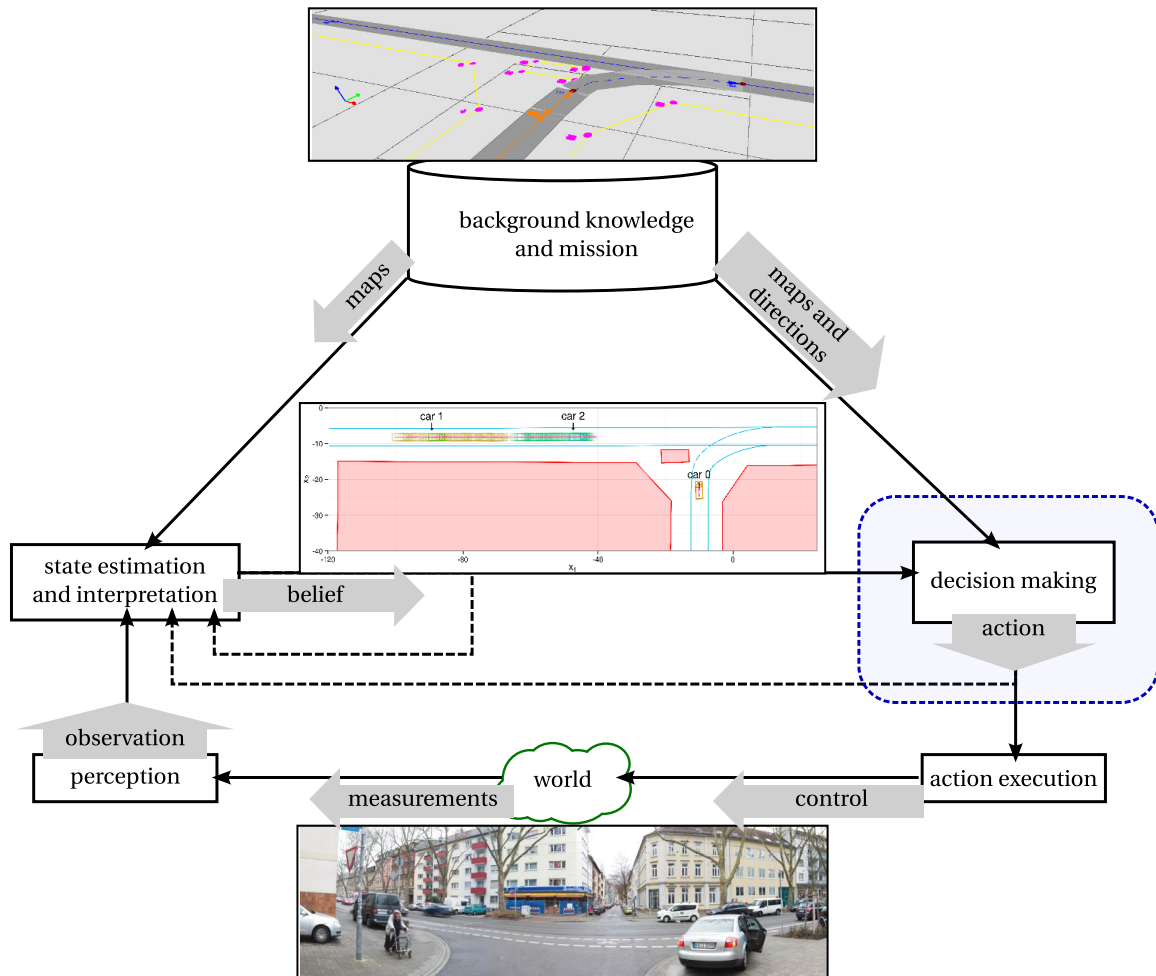 background knowledge
and mission
maps
maps and
directions
0
-10
-20
-30
-40
x2
car 1
car 2
car 0
-120
-80
-40
0
x1
state estimation
and interpretation
belief
decision making
action
observation
perception
world
measurements
control
action execution